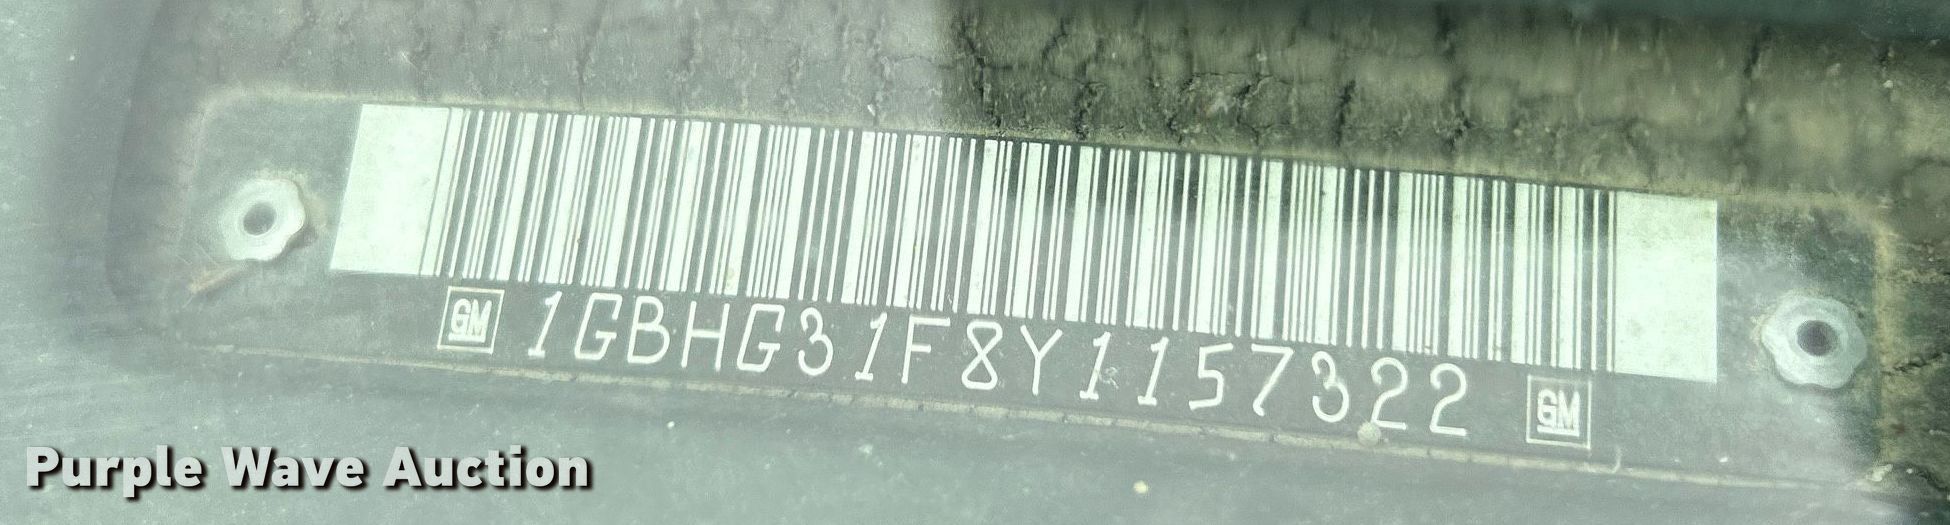 GM 1GBHG31F8Y1157322 GM
Purple Wave Auction